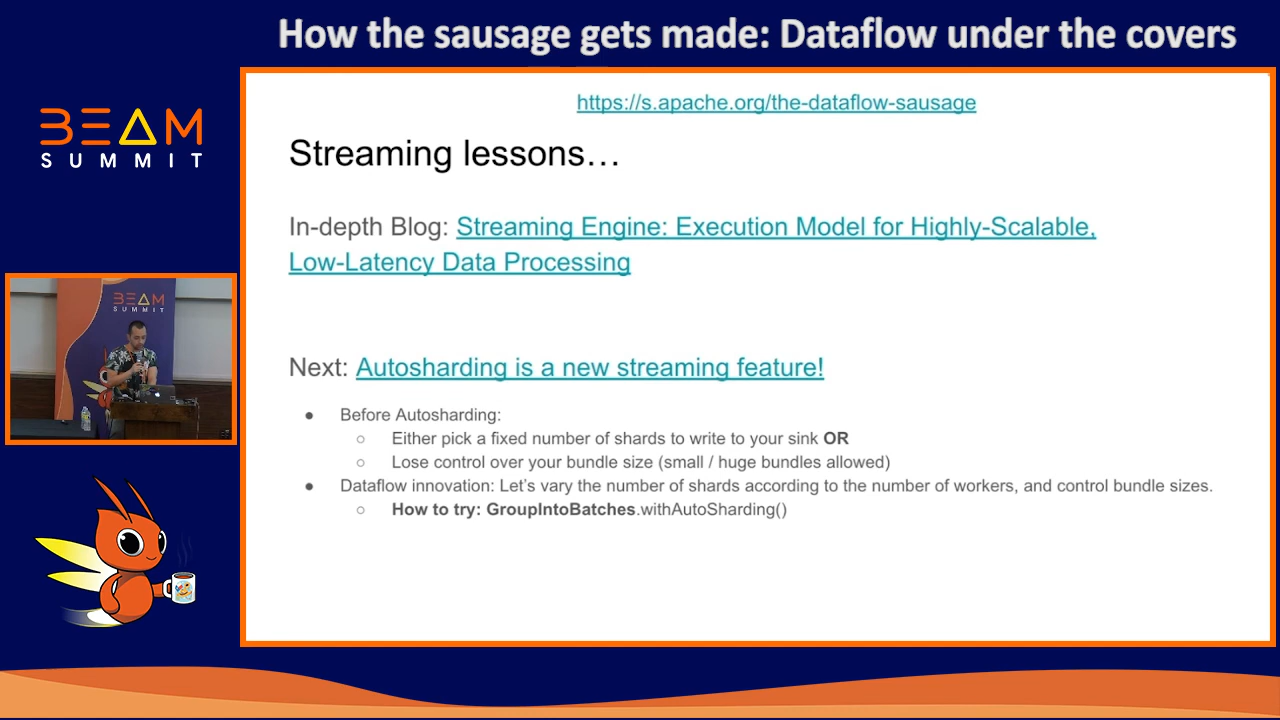 How the sausage gets made: Dataflow under the covers
BEAM
SUMMIT
https://s.apache.org/the-dataflow-sausage
Streaming lessons…
In-depth Blog: Streaming Engine: Execution Model for Highly-Scalable,
Low-Latency Data Processing
Next: Autosharding is a new streaming feature!
● Before Autosharding:
○ Either pick a fixed number of shards to write to your sink OR
○ Lose control over your bundle size (small / huge bundles allowed)
● Dataflow innovation: Let's vary the number of shards according to the number of workers, and control bundle sizes.
○ How to try: GroupIntoBatches.withAutoSharding()
BEAM
SUMMIT